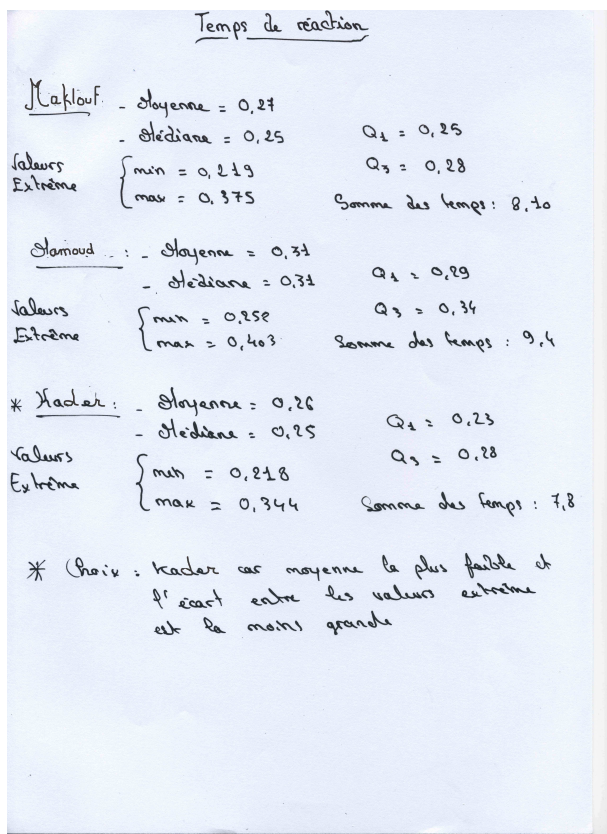 Temps de réaction
Maklouf. - Moyenne = 0,27
- Médiane = 0,25 Q1 = 0,25
Valeurs Extrême { min = 0,219 Q3 = 0,28
max = 0,375 Somme des temps : 8,10
Hamoud : - Moyenne = 0,31
- Médiane = 0,31 Q1 = 0,29
Valeurs Extrême { min = 0,252 Q3 = 0,34
max = 0,403 Somme des temps : 9,4
* Kader : - Moyenne = 0,26
- Médiane = 0,25 Q1 = 0,23
Valeurs Extrême { min = 0,218 Q3 = 0,28
max = 0,344 Somme des temps : 7,8
* Choix : Kader car moyenne la plus faible et
l'écart entre les valeurs extrême
est la moins grande